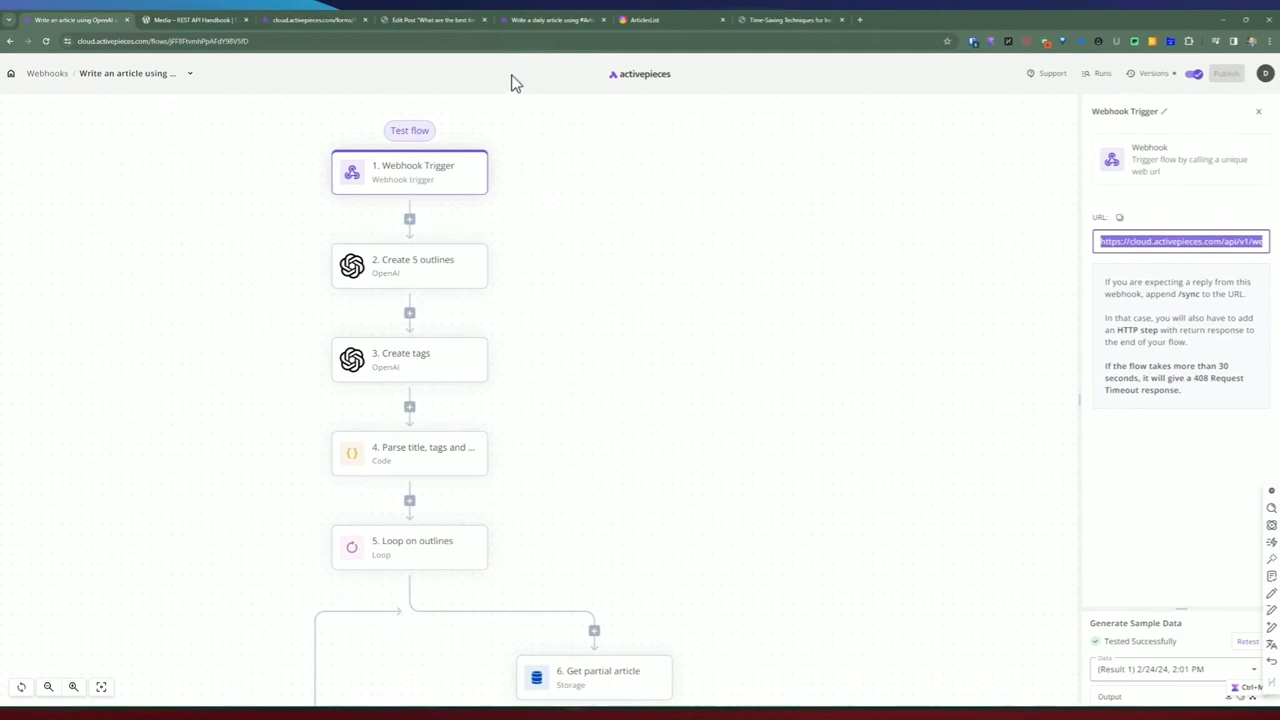 Write an article using OpenAI a
Media – REST API Handbook |
cloud.activepieces.com/forms/
Edit Post "What are the best tim
Write a daily article using #Arti
ArticlesList
Time-Saving Techniques for
cloud.activepieces.com/flows/
Webhooks / Write an article using ...
activepieces
Support
Runs
Versions
Publish
D
Test flow
1. Webhook Trigger
Webhook trigger
2. Create 5 outlines
OpenAI
3. Create tags
OpenAI
4. Parse title, tags and ...
Code
5. Loop on outlines
Loop
6. Get partial article
Storage
Webhook Trigger
Webhook
Trigger flow by calling a unique
web url
URL:
https://cloud.activepieces.com/api/v1/we
If you are expecting a reply from this
webhook, append /sync to the URL.
In that case, you will also have to add
an HTTP step with return response to
the end of your flow.
If the flow takes more than 30
seconds, it will give a 408 Request
Timeout response.
Generate Sample Data
Tested Successfully
Retest
Data
(Result 1) 2/24/24, 2:01 PM
Ctrl+M
Output